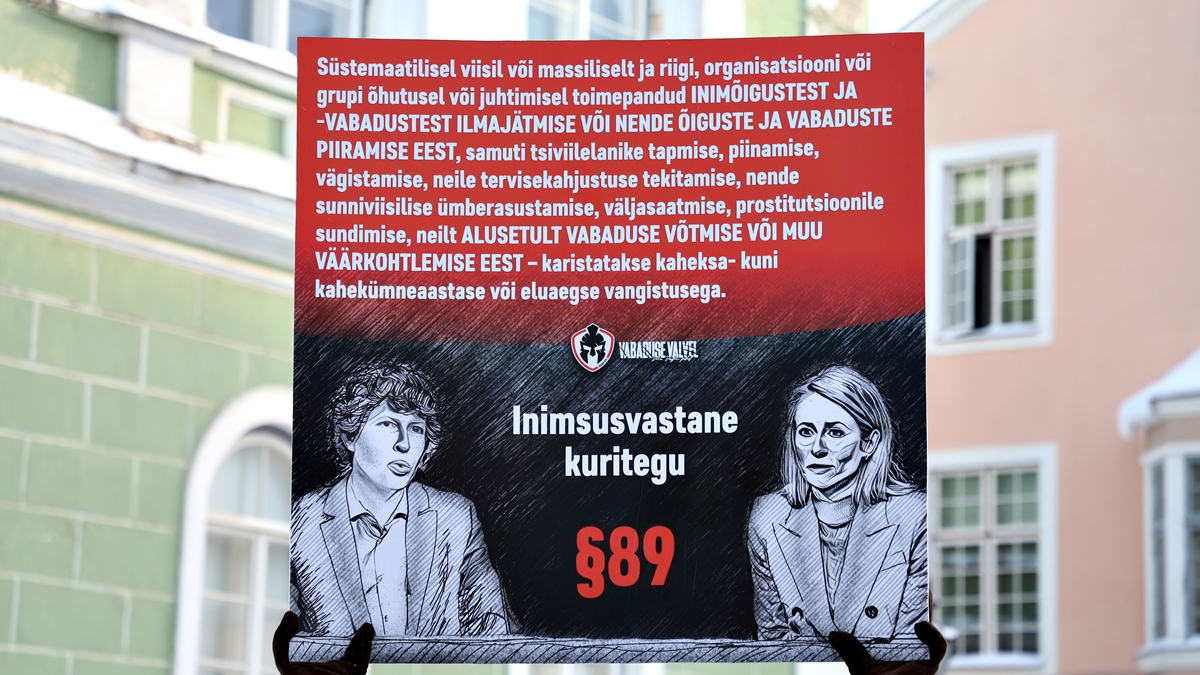 Süstemaatilisel viisil või massiliselt ja riigi, organisatsiooni või
grupi õhutusel või juhtimisel toimepandud INIMÕIGUSTEST JA
-VABADUSTEST ILMAJÄTMISE VÕI NENDE ÕIGUSTE JA VABADUSTE
PIIRAMISE EEST, samuti tsiviilelanike tapmise, piinamise,
vägistamise, neile tervisekahjustuse tekitamise, nende
sunniviisilise ümberasustamise, väljasaatmise, prostitutsioonile
sundimise, neilt ALUSETULT VABADUSE VÕTMISE VÕI MUU
VÄÄRKOHTLEMISE EEST – karistatakse kaheksa- kuni
kahekümneaastase või eluaegse vangistusega.
VABADUSE VALVEL
Inimsusvastane
kuritegu
§89